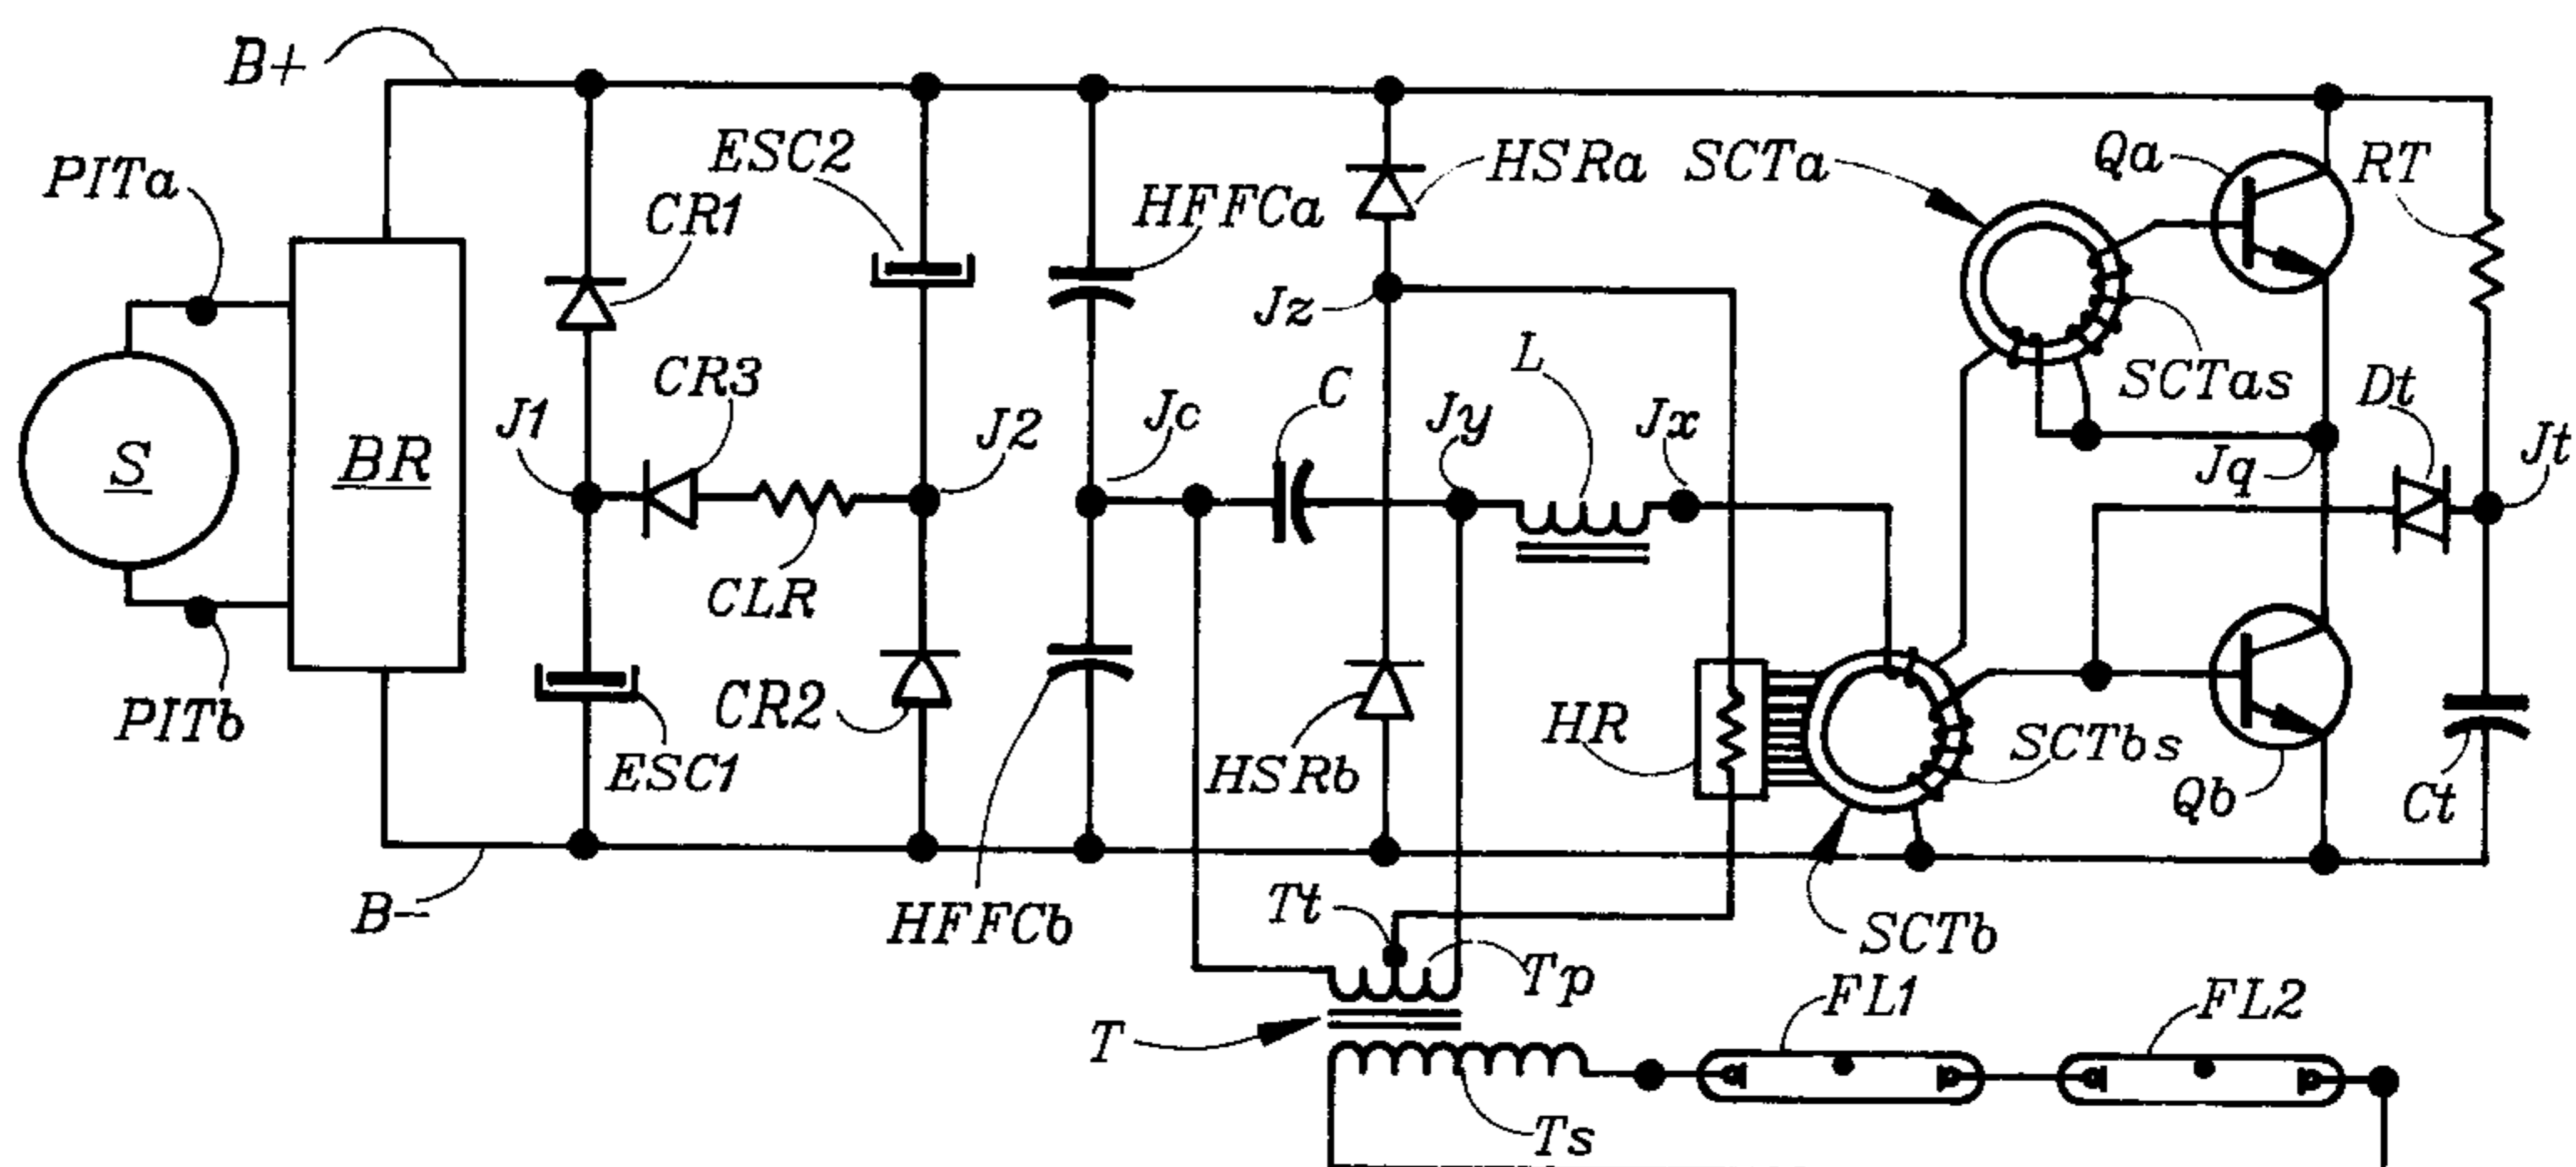 B+
PITa
ESC2
CR1
HFFCa
HSRa
SCTa
Qa
RT
Jz
L
SCTas
Dt
CR3
C
J1
J2
Jc
Jy
Jx
Jq
Jt
S
BR
CLR
PITb
CR2
ESC1
HSRb
HR
SCTbs
Qb
Ct
B-
HFFCb
Tt
Tp
SCTb
T
FL1
FL2
Ts